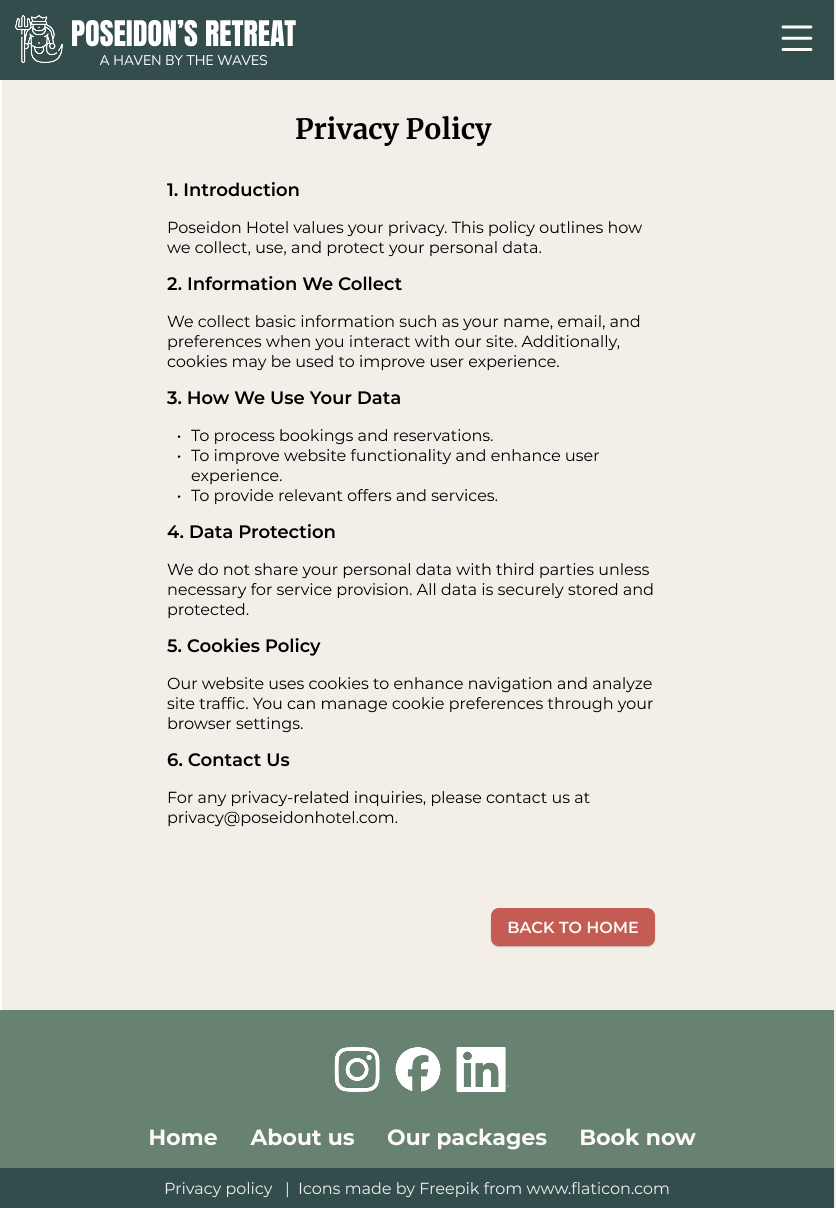 POSEIDON'S RETREAT
A HAVEN BY THE WAVES
Privacy Policy
1. Introduction
Poseidon Hotel values your privacy. This policy outlines how
we collect, use, and protect your personal data.
2. Information We Collect
We collect basic information such as your name, email, and
preferences when you interact with our site. Additionally,
cookies may be used to improve user experience.
3. How We Use Your Data
• To process bookings and reservations.
• To improve website functionality and enhance user
experience.
• To provide relevant offers and services.
4. Data Protection
We do not share your personal data with third parties unless
necessary for service provision. All data is securely stored and
protected.
5. Cookies Policy
Our website uses cookies to enhance navigation and analyze
site traffic. You can manage cookie preferences through your
browser settings.
6. Contact Us
For any privacy-related inquiries, please contact us at
privacy@poseidonhotel.com.
BACK TO HOME
in
Home About us Our packages Book now
Privacy policy | Icons made by Freepik from www.flaticon.com